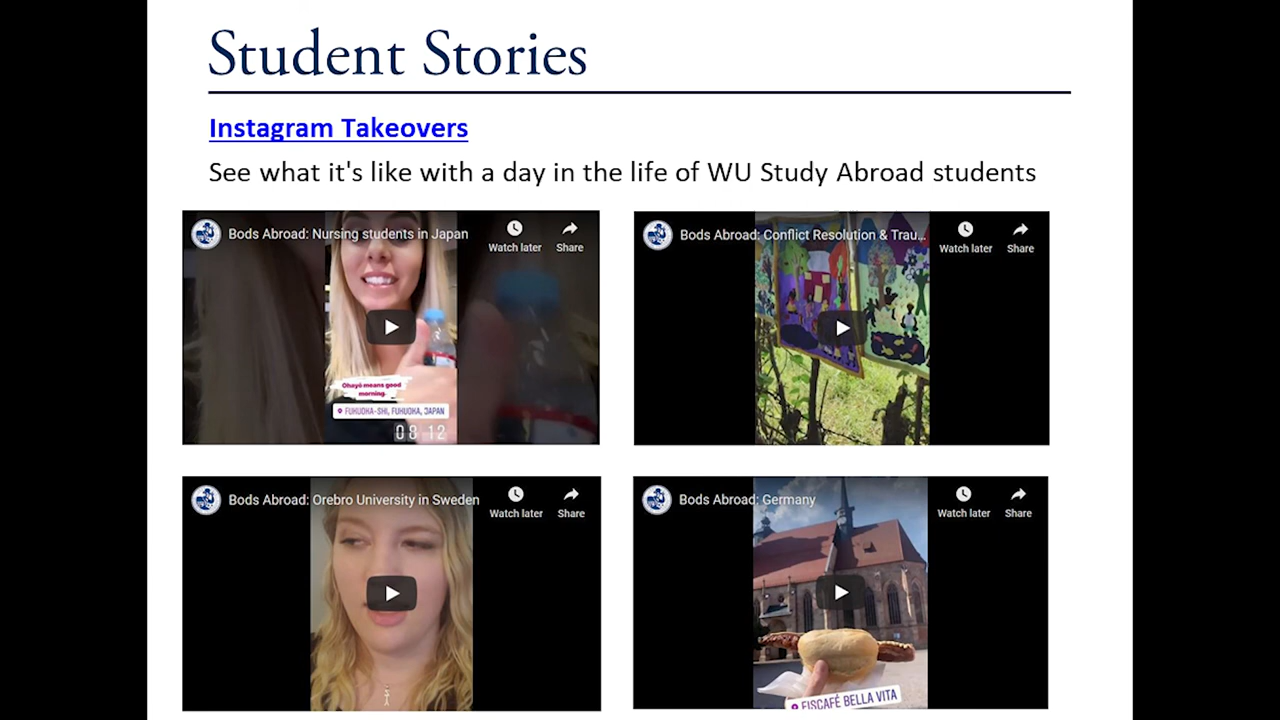 Student Stories
Instagram Takeovers
See what it's like with a day in the life of WU Study Abroad students
Bods Abroad: Nursing students in Japan
Watch later
Share
Ohayō means good
morning.
FUKUOKA-SHI, FUKUOKA, JAPAN
08 12
Bods Abroad: Conflict Resolution & Trau...
Watch later
Share
Bods Abroad: Orebro University in Sweden
Watch later
Share
Bods Abroad: Germany
Watch later
Share
EISCAFÉ BELLA VITA